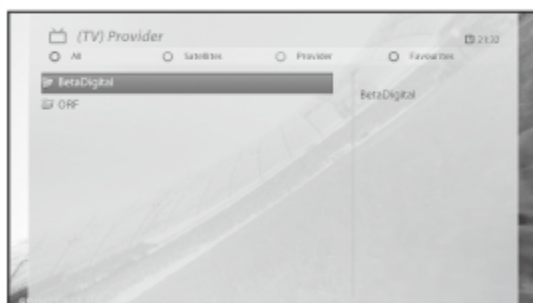 (TV) Provider 21:32
All Satellites Provider Favourites
BetaDigital
ORF
BetaDigital